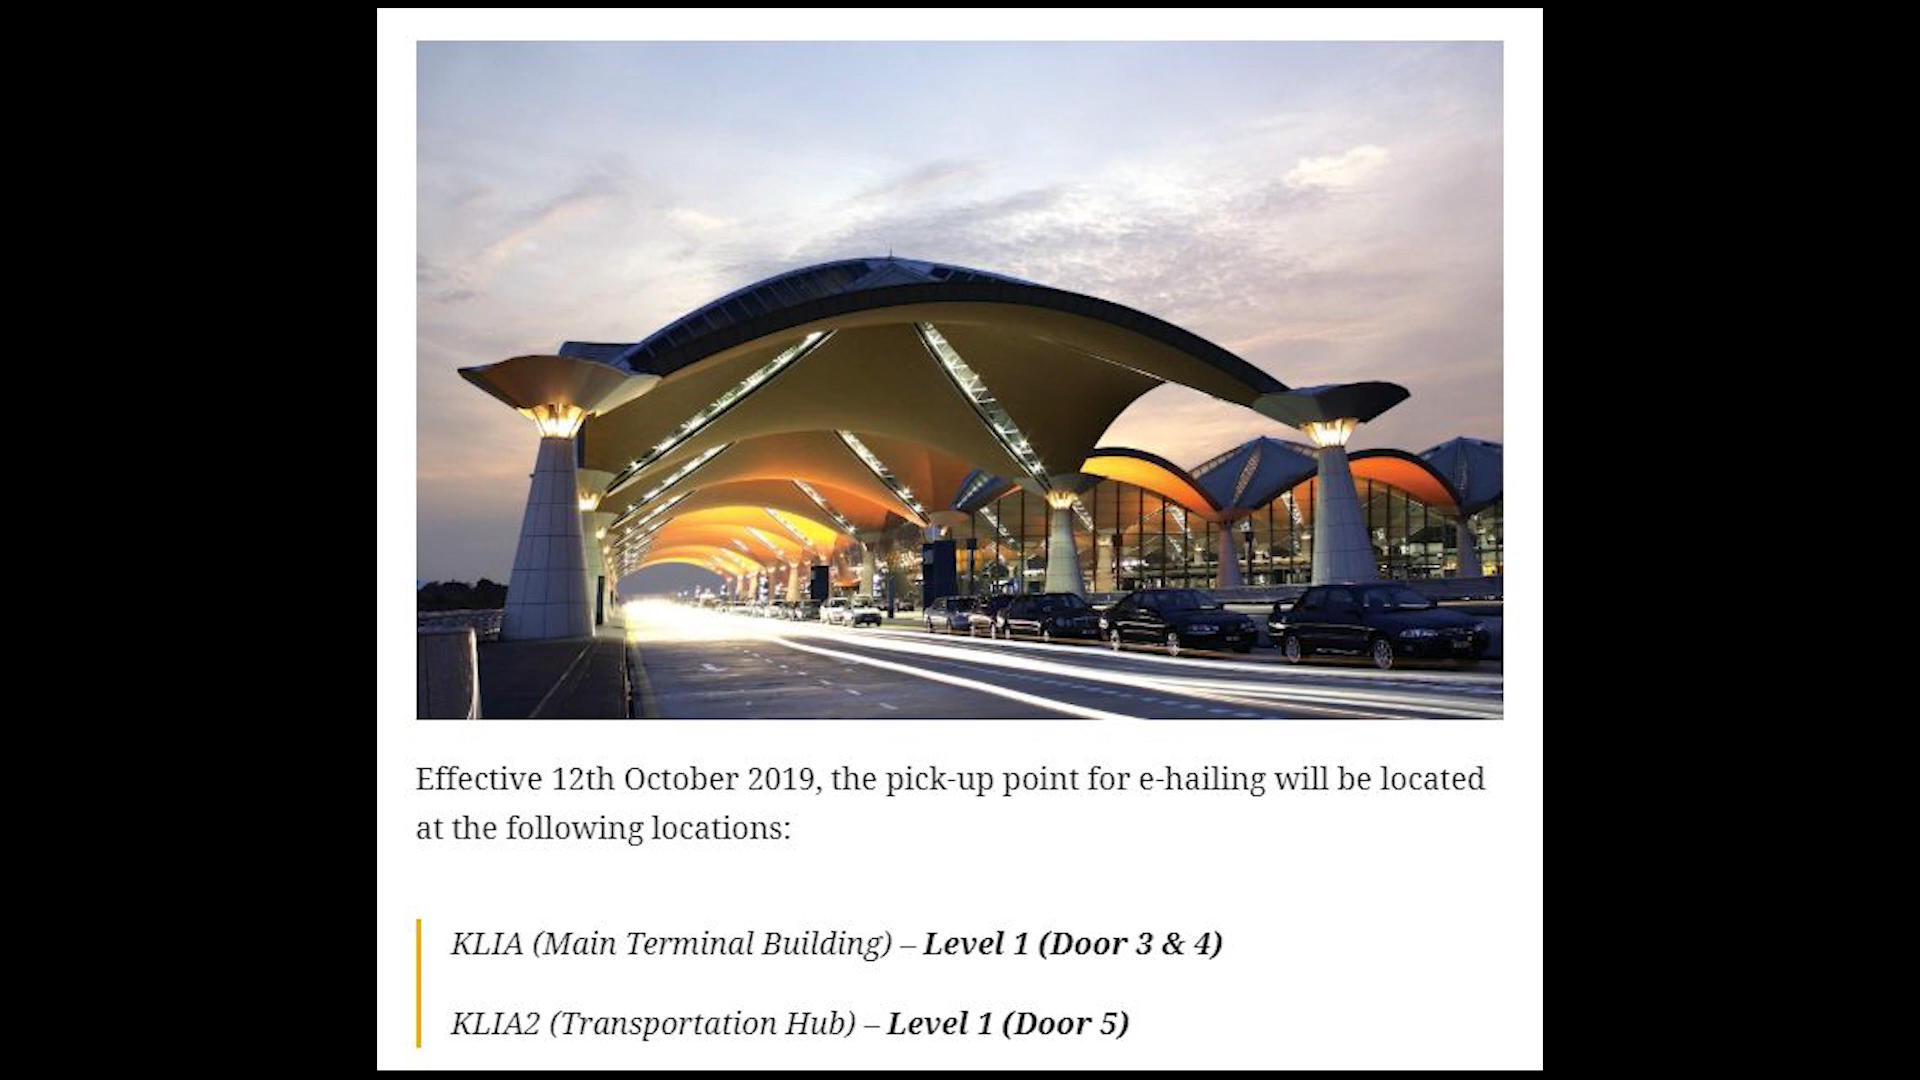 Effective 12th October 2019, the pick-up point for e-hailing will be located
at the following locations:
KLIA (Main Terminal Building) – Level 1 (Door 3 & 4)
KLIA2 (Transportation Hub) – Level 1 (Door 5)